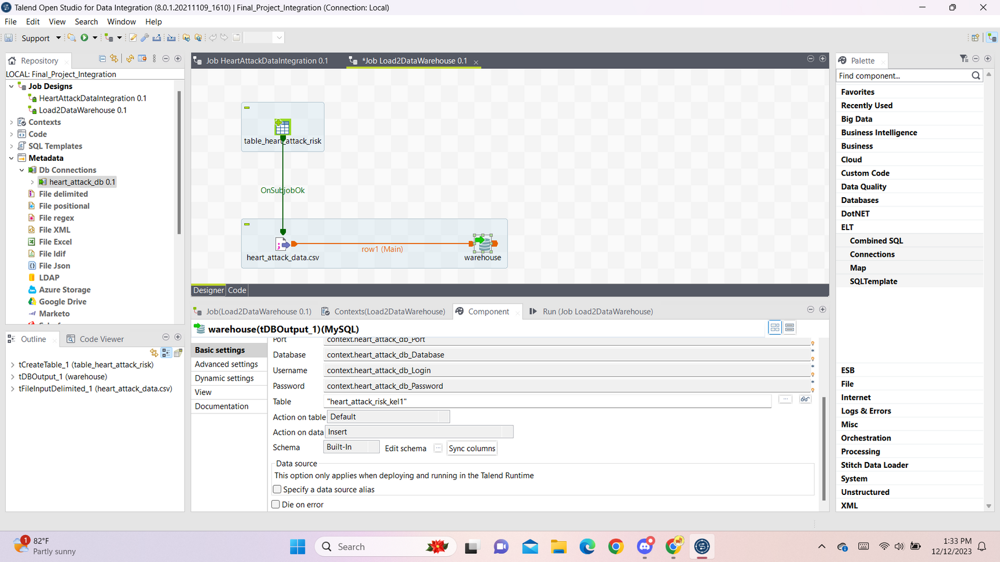 Talend Open Studio for Data Integration (8.0.1.20211109_1610) | Final_Project_Integration (Connection: Local)
File Edit View Search Window Help
Support
Repository
LOCAL: Final_Project_Integration
Job Designs
HeartAttackDataIntegration 0.1
Load2DataWarehouse 0.1
Contexts
Code
SQL Templates
Metadata
Db Connections
heart_attack_db 0.1
File delimited
File positional
File regex
File XML
File Excel
File ldif
File Json
LDAP
Azure Storage
Google Drive
Marketo
Outline
Code Viewer
tCreateTable_1 (table_heart_attack_risk)
tDBOutput_1 (warehouse)
tFileInputDelimited_1 (heart_attack_data.csv)
Job HeartAttackDataIntegration 0.1
*Job Load2DataWarehouse 0.1
table_heart_attack_risk
OnSubjobOk
heart_attack_data.csv
row1 (Main)
warehouse
Designer Code
Job(Load2DataWarehouse 0.1)
Contexts(Load2DataWarehouse)
Component
Run (Job Load2DataWarehouse)
warehouse(tDBOutput_1)(MySQL)
Basic settings
Advanced settings
Dynamic settings
View
Documentation
Port context.heart_attack_db_Port
Database context.heart_attack_db_Database *
Username context.heart_attack_db_Login *
Password context.heart_attack_db_Password *
Table "heart_attack_risk_kel1" ...
Action on table Default
Action on data Insert
Schema Built-In Edit schema ... Sync columns
Data source
This option only applies when deploying and running in the Talend Runtime
Specify a data source alias
Die on error
Palette
Find component...
Favorites
Recently Used
Big Data
Business Intelligence
Business
Cloud
Custom Code
Data Quality
Databases
DotNET
ELT
Combined SQL
Connections
Map
SQLTemplate
ESB
File
Internet
Logs & Errors
Misc
Orchestration
Processing
Stitch Data Loader
System
Unstructured
XML
1
82°F
Partly sunny
Search
1:33 PM
12/12/2023